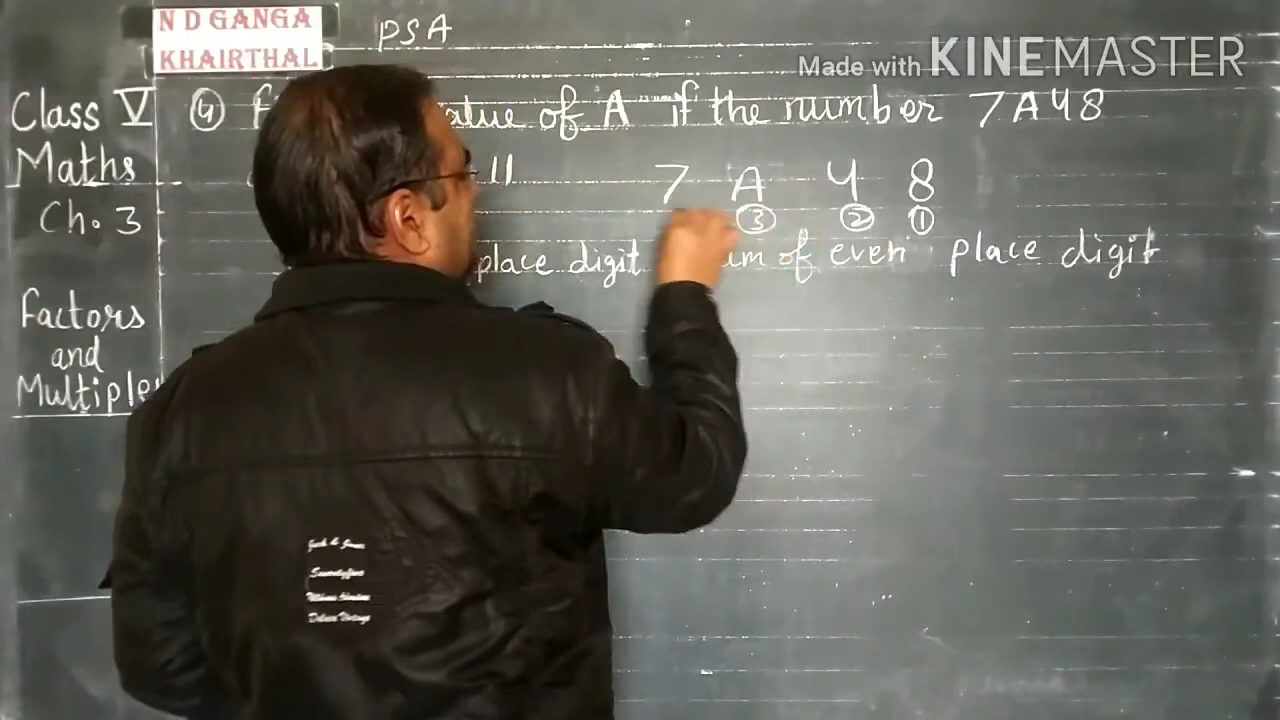 N D GANGA
KHAIRTHAL
PSA
Made with KINEMASTER
Class V
Maths
Ch. 3
Factors
and
Multiple
④ of A if the number 7A48
11
7 A 4 8
③ ② ①
place digit of even place digit